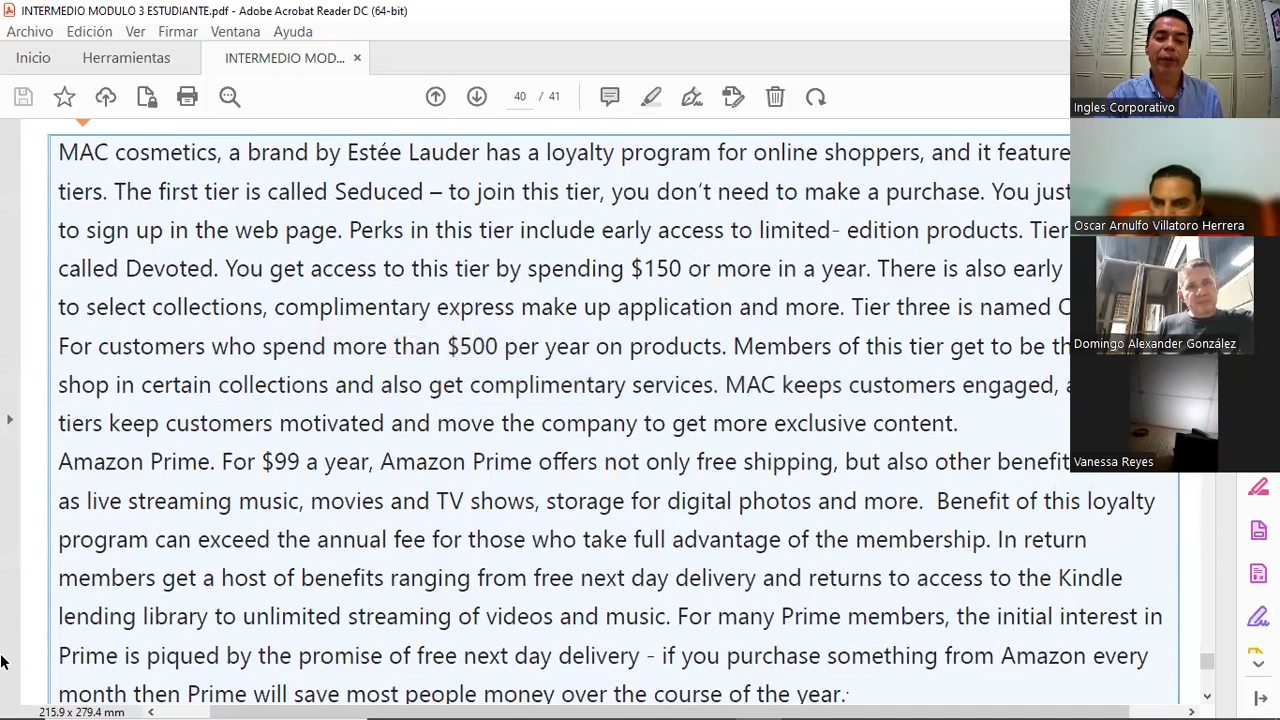 INTERMEDIO MODULO 3 ESTUDIANTE.pdf - Adobe Acrobat Reader DC (64-bit)
Archivo Edición Ver Firmar Ventana Ayuda
Inicio Herramientas INTERMEDIO MOD... ×
40 / 41
Ingles Corporativo
Oscar Arnulfo Villatoro Herrera
Domingo Alexander González
Vanessa Reyes
MAC cosmetics, a brand by Estée Lauder has a loyalty program for online shoppers, and it feature
tiers. The first tier is called Seduced – to join this tier, you don't need to make a purchase. You just
to sign up in the web page. Perks in this tier include early access to limited- edition products. Tier
called Devoted. You get access to this tier by spending $150 or more in a year. There is also early
to select collections, complimentary express make up application and more. Tier three is named
For customers who spend more than $500 per year on products. Members of this tier get to be
shop in certain collections and also get complimentary services. MAC keeps customers engaged,
tiers keep customers motivated and move the company to get more exclusive content.
Amazon Prime. For $99 a year, Amazon Prime offers not only free shipping, but also other benefit
as live streaming music, movies and TV shows, storage for digital photos and more. Benefit of this loyalty
program can exceed the annual fee for those who take full advantage of the membership. In return
members get a host of benefits ranging from free next day delivery and returns to access to the Kindle
lending library to unlimited streaming of videos and music. For many Prime members, the initial interest in
Prime is piqued by the promise of free next day delivery - if you purchase something from Amazon every
month then Prime will save most people money over the course of the year.
215.9 x 279.4 mm